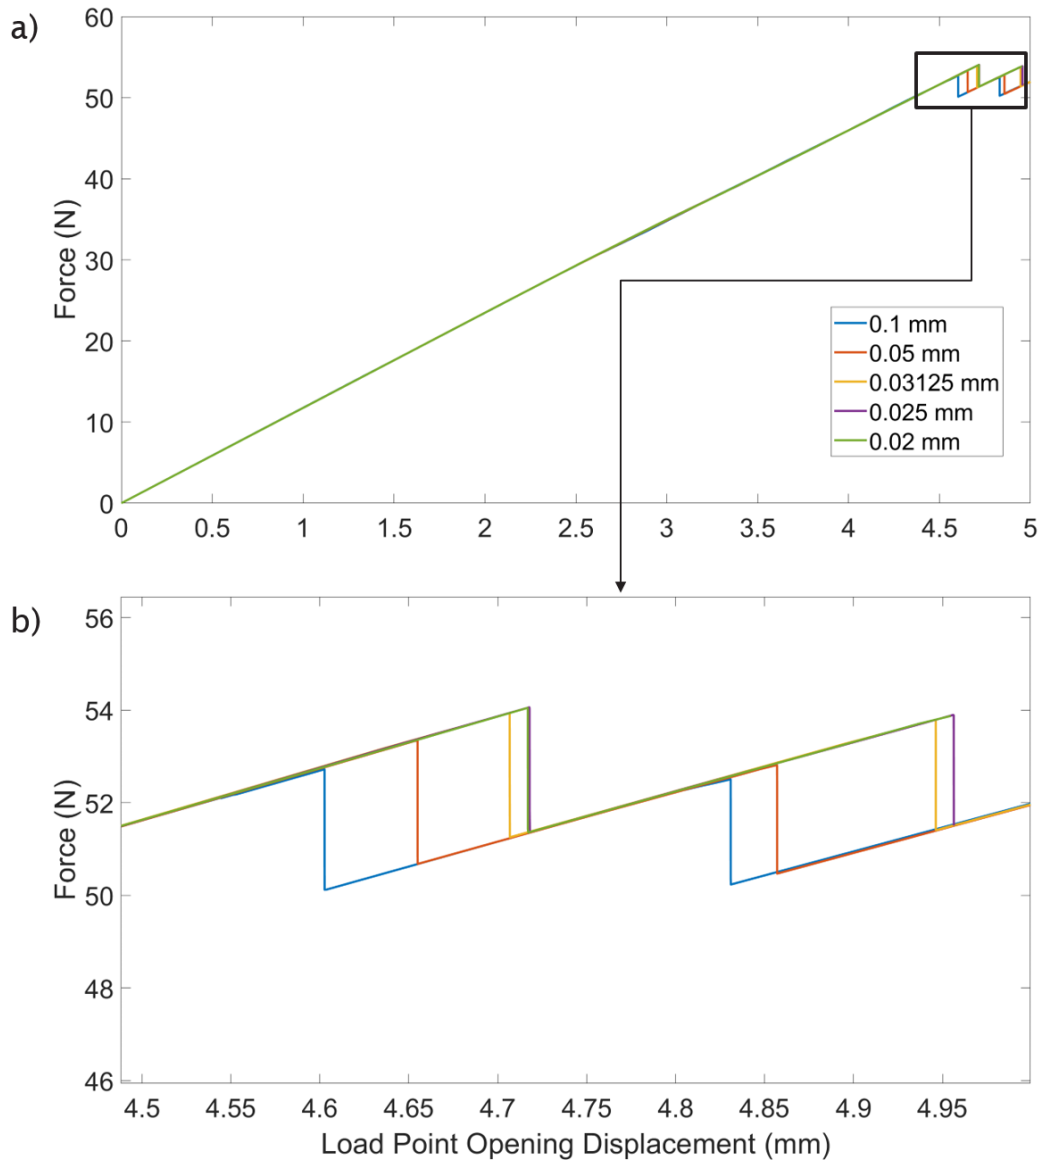 a)
60
50
40
30
20
10
0
Force (N)
0 0.5 1 1.5 2 2.5 3 3.5 4 4.5 5
0.1 mm
0.05 mm
0.03125 mm
0.025 mm
0.02 mm
b)
56
54
52
50
48
46
Force (N)
4.5 4.55 4.6 4.65 4.7 4.75 4.8 4.85 4.9 4.95
Load Point Opening Displacement (mm)